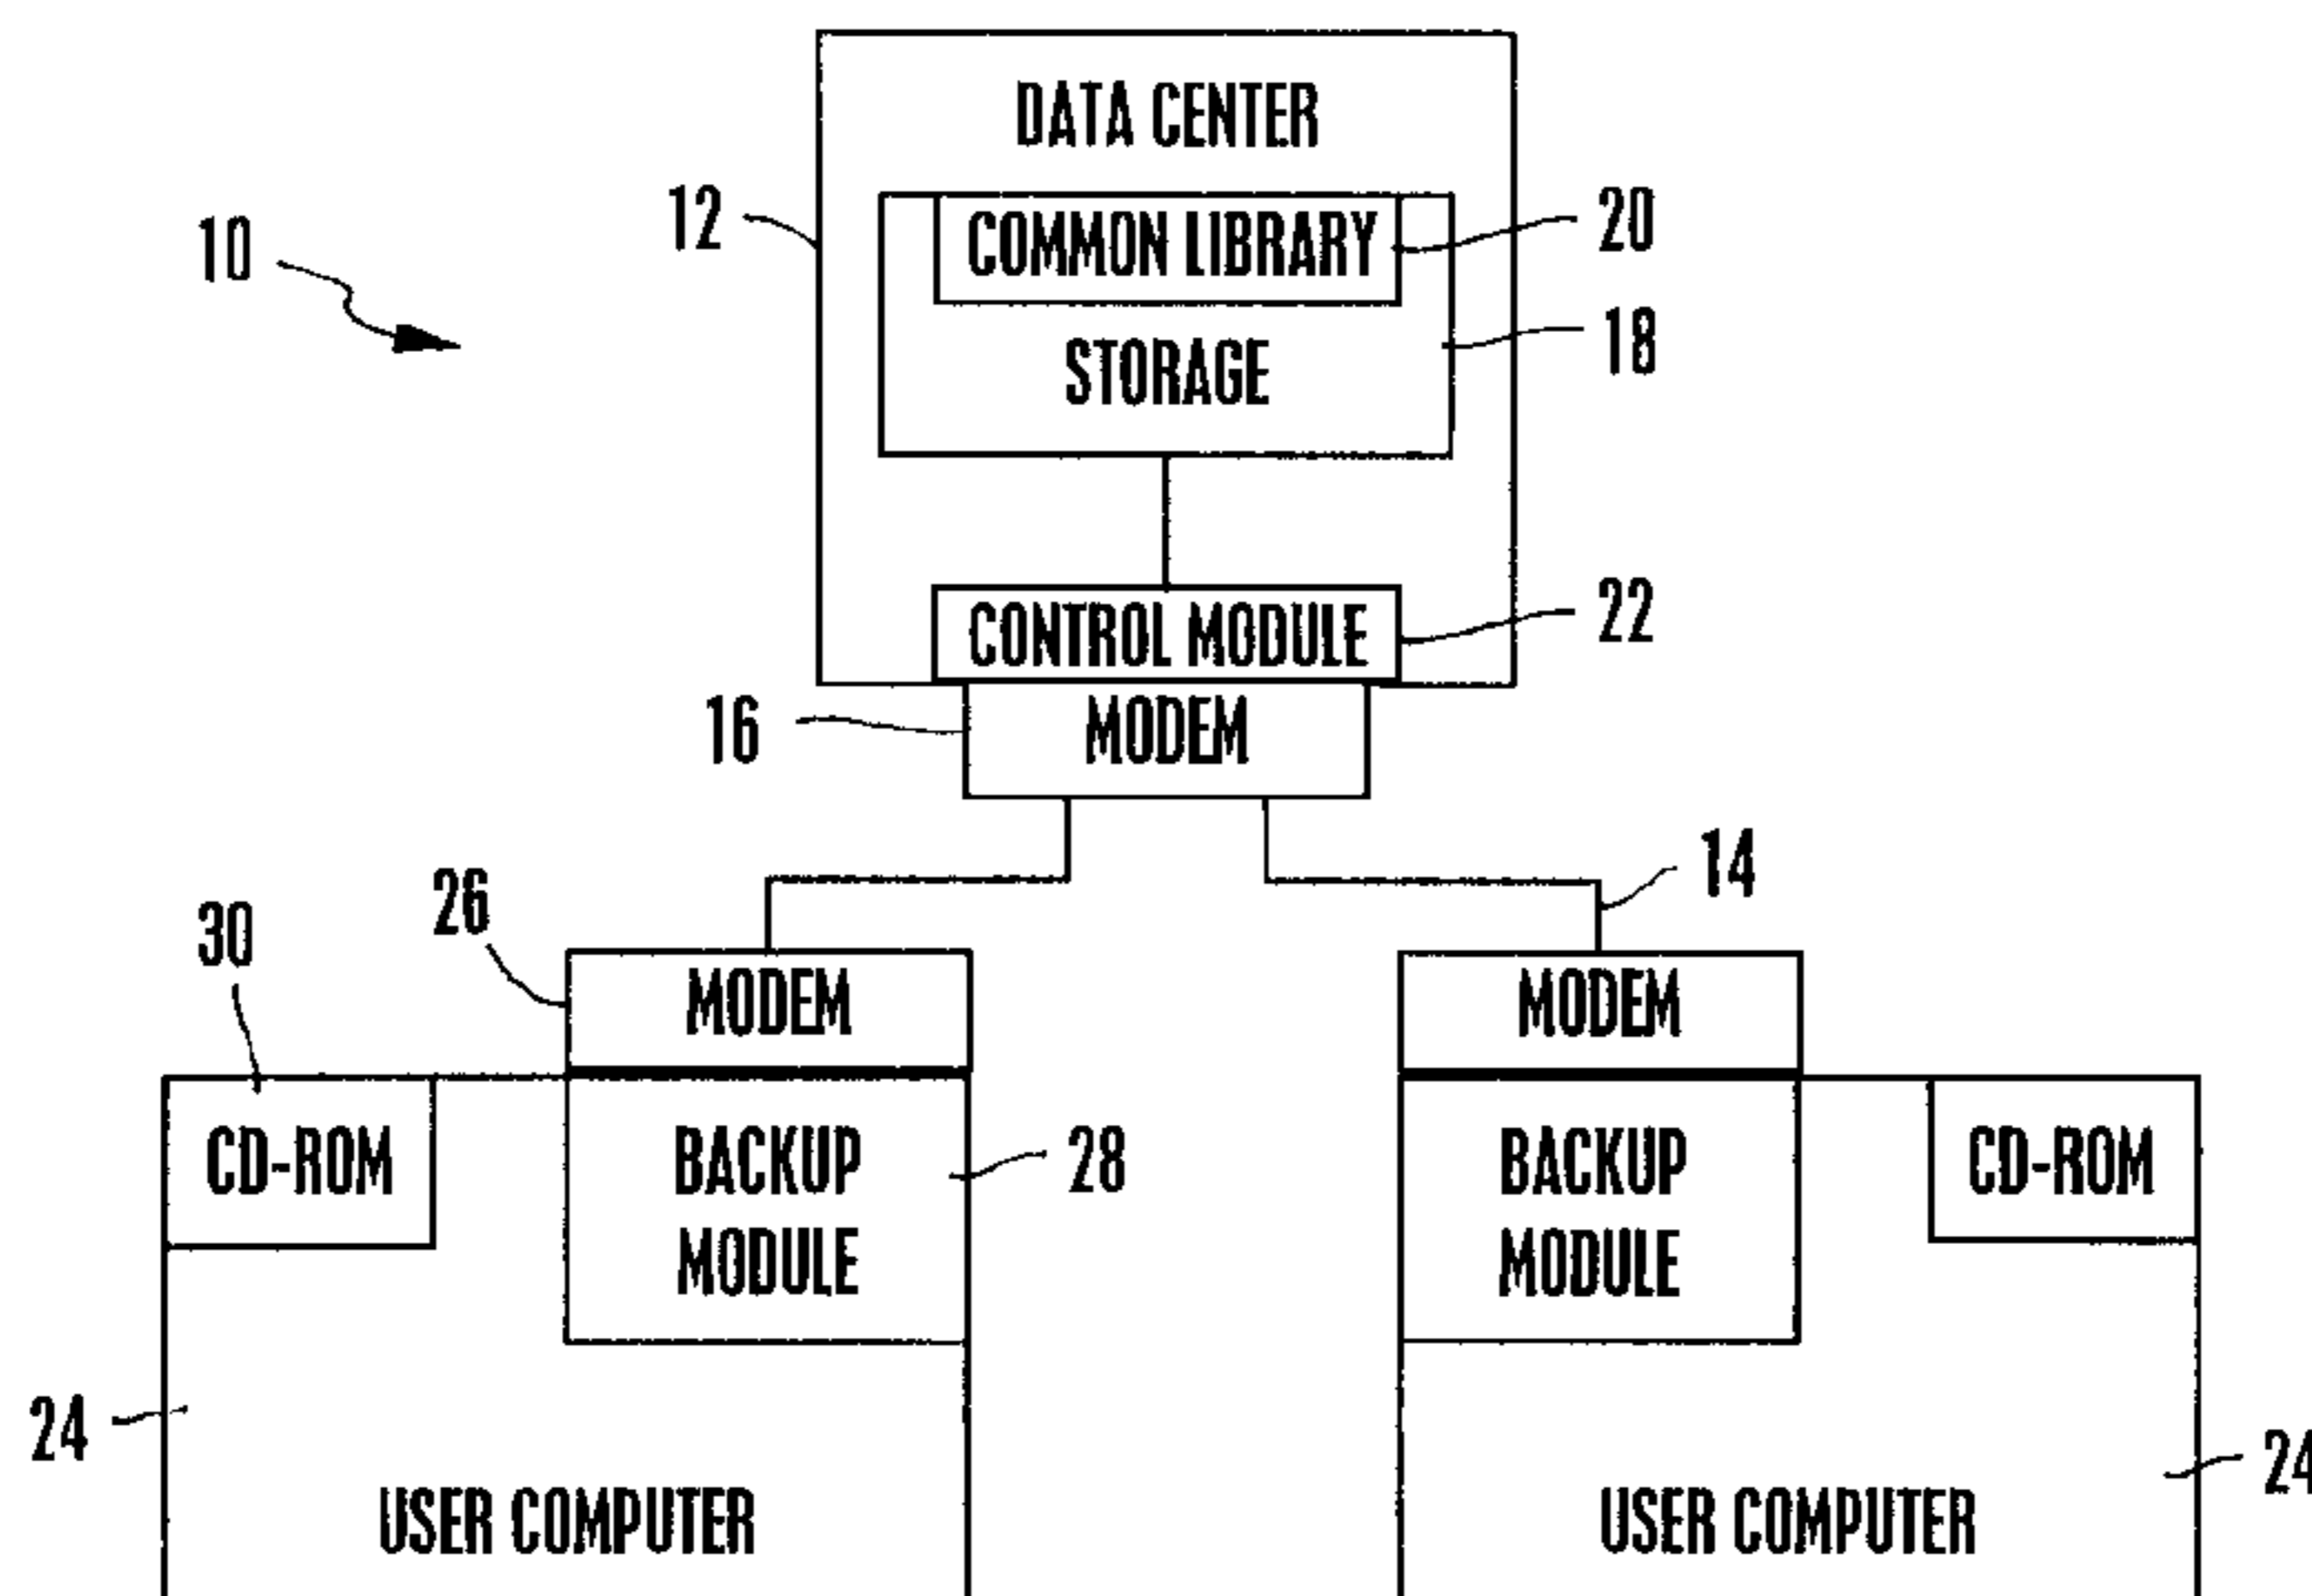 DATA CENTER
10
12
COMMON LIBRARY
20
STORAGE
18
CONTROL MODULE
22
16
MODEM
14
26
30
MODEM
MODEM
CD-ROM
BACKUP
MODULE
28
BACKUP
MODULE
CD-ROM
24
24
USER COMPUTER
USER COMPUTER